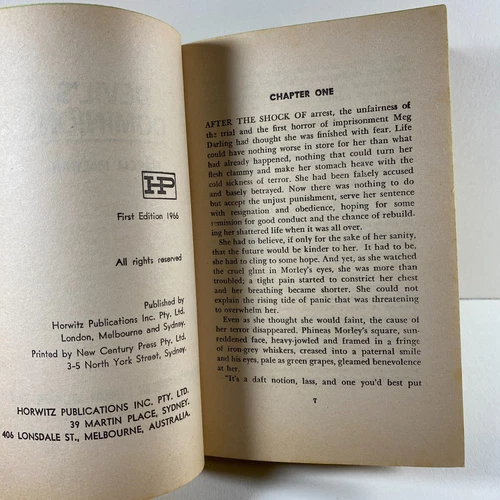 HP
First Edition 1966
All rights reserved
Published by
Horwitz Publications Inc. Pty. Ltd.
London, Melbourne and Sydney.
Printed by New Century Press Pty. Ltd.
3-5 North York Street, Sydney.
HORWITZ PUBLICATIONS INC. PTY. LTD.
39 MARTIN PLACE, SYDNEY.
406 LONSDALE ST., MELBOURNE, AUSTRALIA.
CHAPTER ONE
AFTER THE SHOCK OF arrest, the unfairness of
the trial and the first horror of imprisonment Meg
Darling had thought she was finished with fear. Life
could have nothing worse in store for her than what
had already happened, nothing that could turn her
flesh clammy and make her stomach heave with the
cold sickness of terror. She had been falsely accused
and basely betrayed. Now there was nothing to do
but accept the unjust punishment, serve her sentence
with resignation and obedience, hoping for some
remission for good conduct and the chance of rebuild-
ing her shattered life when it was all over.
She had to believe, if only for the sake of her sanity,
that the future would be kinder to her. It had to be,
she had to cling to some hope. And yet, as she watched
the cruel glint in Morley's eyes, she was more than
troubled; a tight pain started to constrict her chest
and her breathing became shorter. She could not
explain the rising tide of panic that was threatening
to overwhelm her.
Even as she thought she would faint, the cause of
her terror disappeared. Phineas Morley's square, sun-
reddened face, heavy-jowled and framed in a fringe
of iron-grey whiskers, creased into a paternal smile
and his eyes, pale as green grapes, gleamed benevolence
at her.
"It's a daft notion, lass, and one you'd best put
7